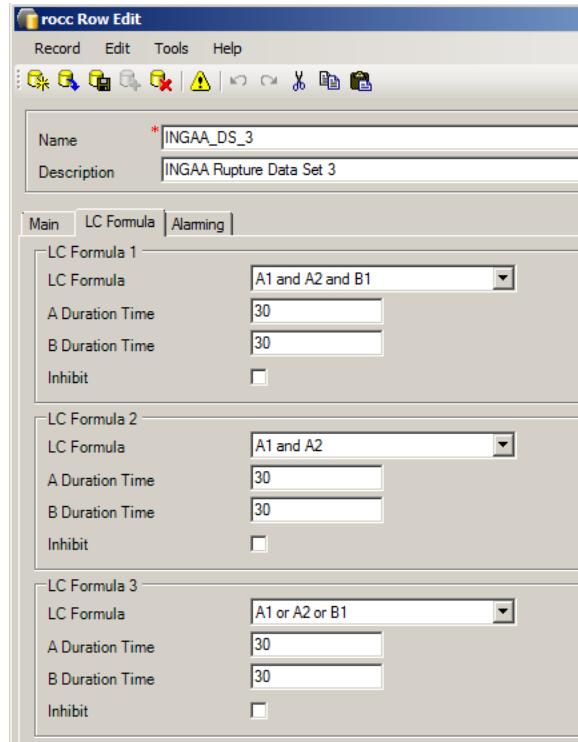 rocc Row Edit
Record Edit Tools Help
Name * INGAA_DS_3
Description INGAA Rupture Data Set 3
Main LC Formula Alarming
LC Formula 1
LC Formula A1 and A2 and B1
A Duration Time 30
B Duration Time 30
Inhibit
LC Formula 2
LC Formula A1 and A2
A Duration Time 30
B Duration Time 30
Inhibit
LC Formula 3
LC Formula A1 or A2 or B1
A Duration Time 30
B Duration Time 30
Inhibit